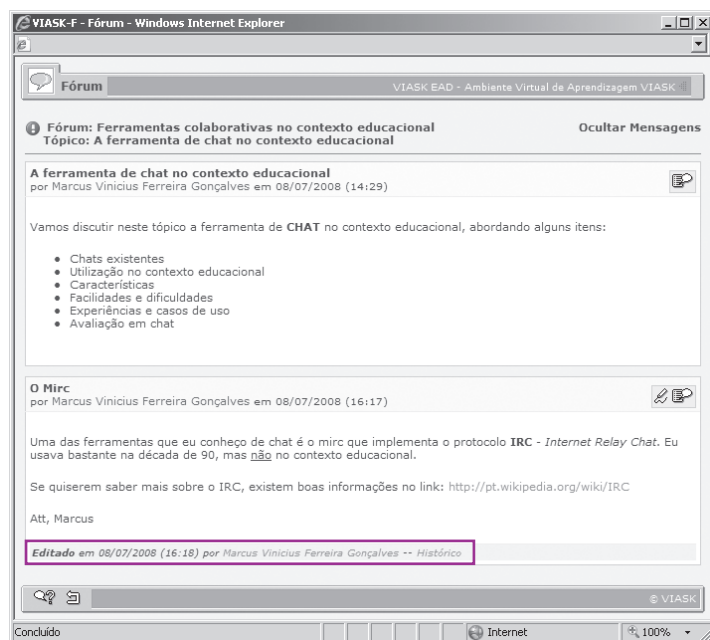 VIASK-F - Fórum - Windows Internet Explorer
Fórum
VIASK EAD - Ambiente Virtual de Aprendizagem VIASK
Fórum: Ferramentas colaborativas no contexto educacional
Ocultar Mensagens
Tópico: A ferramenta de chat no contexto educacional
A ferramenta de chat no contexto educacional
por Marcus Vinicius Ferreira Gonçalves em 08/07/2008 (14:29)
Vamos discutir neste tópico a ferramenta de CHAT no contexto educacional, abordando alguns itens:
• Chats existentes
• Utilização no contexto educacional
• Características
• Facilidades e dificuldades
• Experiências e casos de uso
• Avaliação em chat
O Mirc
por Marcus Vinicius Ferreira Gonçalves em 08/07/2008 (16:17)
Uma das ferramentas que eu conheço de chat é o mirc que implementa o protocolo IRC - Internet Relay Chat. Eu
usava bastante na década de 90, mas não no contexto educacional.
Se quiserem saber mais sobre o IRC, existem boas informações no link: http://pt.wikipedia.org/wiki/IRC
Att, Marcus
Editado em 08/07/2008 (16:18) por Marcus Vinicius Ferreira Gonçalves -- Histórico
© VIASK
Concluído
Internet
100%